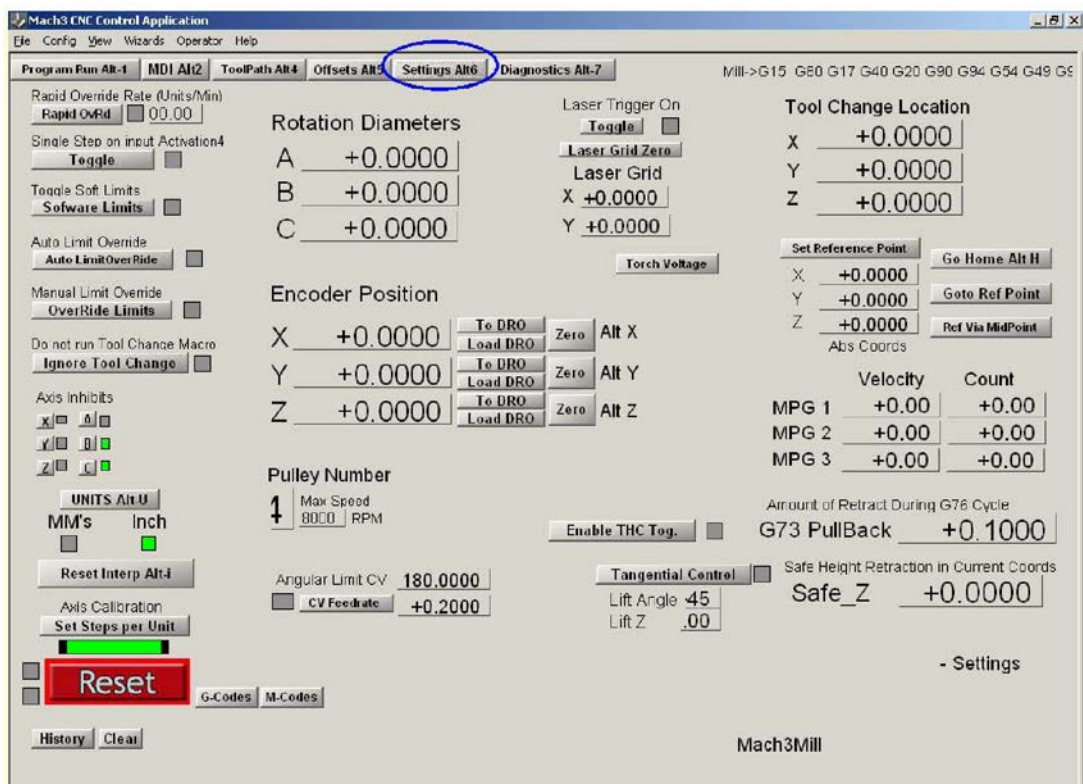 Mach3 CNC Control Application
File Config View Wizards Operator Help
Program Run Alt-1 MDI Alt2 ToolPath Alt4 Offsets Alt5 Settings Alt6 Diagnostics Alt-7 Mill->G15 G80 G17 G40 G20 G90 G94 G54 G49 G9
Rapid Override Rate (Units/Min)
Rapid OvRd 00.00
Single Step on input Activation4
Toggle
Toggle Soft Limits
Sofware Limits
Auto Limit Override
Auto LimitOverRide
Manual Limit Override
OverRide Limits
Do not run Tool Change Macro
Ignore Tool Change
Axis Inhibits
X A
Y B
Z C
UNITS Alt-U
MM's Inch
Reset Interp Alt-i
Axis Calibration
Set Steps per Unit
Reset
G-Codes M-Codes
History Clear
Rotation Diameters
A +0.0000
B +0.0000
C +0.0000
Encoder Position
X +0.0000 To DRO Load DRO Zero Alt X
Y +0.0000 To DRO Load DRO Zero Alt Y
Z +0.0000 To DRO Load DRO Zero Alt Z
Pulley Number
Max Speed
8000 RPM
Angular Limit CV 180.0000
CV Feedrate +0.2000
Laser Trigger On
Toggle
Laser Grid Zero
Laser Grid
X +0.0000
Y +0.0000
Torch Voltage
Enable THC Tog.
Tangential Control
Lift Angle 45
Lift Z .00
Tool Change Location
X +0.0000
Y +0.0000
Z +0.0000
Set Reference Point
X +0.0000
Y +0.0000
Z +0.0000
Abs Coords
Go Home Alt H
Goto Ref Point
Ref Via MidPoint
Velocity Count
MPG 1 +0.00 +0.00
MPG 2 +0.00 +0.00
MPG 3 +0.00 +0.00
Amount of Retract During G76 Cycle
G73 PullBack +0.1000
Safe Height Retraction in Current Coords
Safe_Z +0.0000
- Settings
Mach3Mill